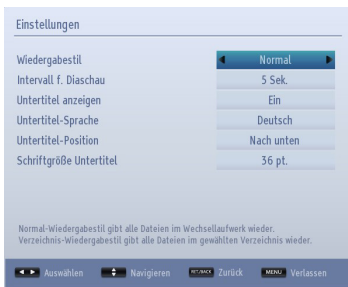 Einstellungen
Wiedergabestil Normal
Intervall f. Diaschau 5 Sek.
Untertitel anzeigen Ein
Untertitel-Sprache Deutsch
Untertitel-Position Nach unten
Schriftgröße Untertitel 36 pt.
Normal-Wiedergabestil gibt alle Dateien im Wechsellaufwerk wieder.
Verzeichnis-Wiedergabestil gibt alle Dateien im gewählten Verzeichnis wieder.
Auswählen Navigieren RET/BACK Zurück MENU Verlassen